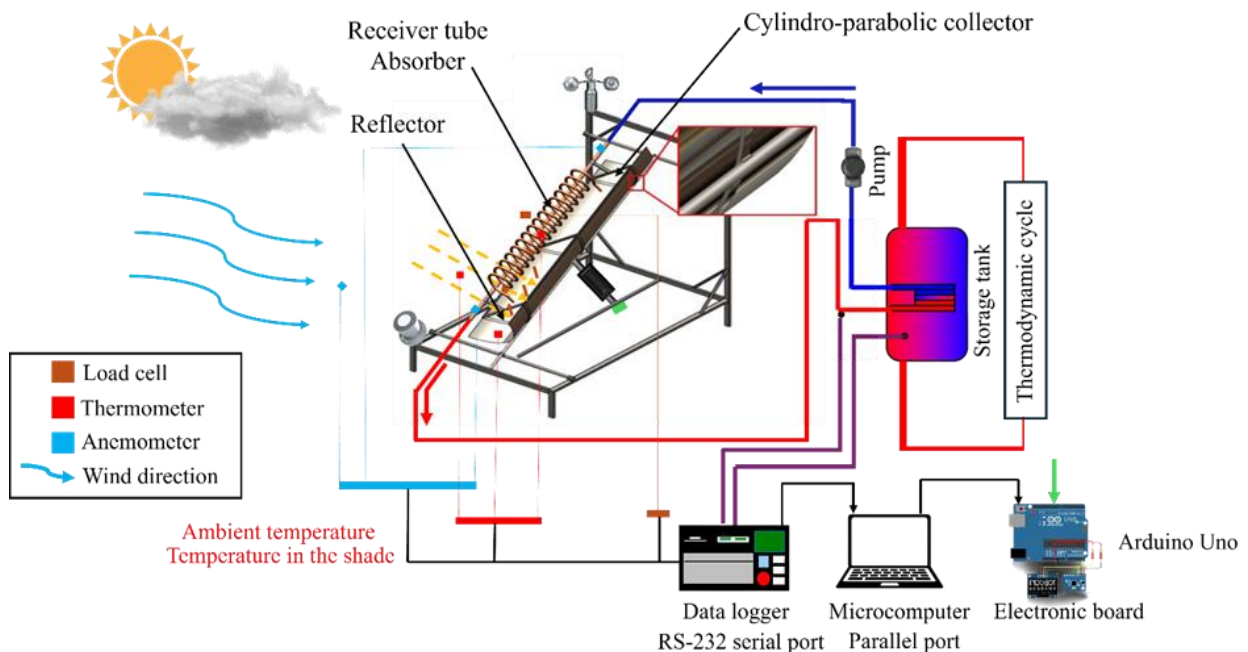 Receiver tube
Absorber
Cylindro-parabolic collector
Reflector
Pump
Storage tank
Thermodynamic cycle
Load cell
Thermometer
Anemometer
Wind direction
Ambient temperature
Temperature in the shade
Data logger
RS-232 serial port
Microcomputer
Parallel port
Electronic board
Arduino Uno